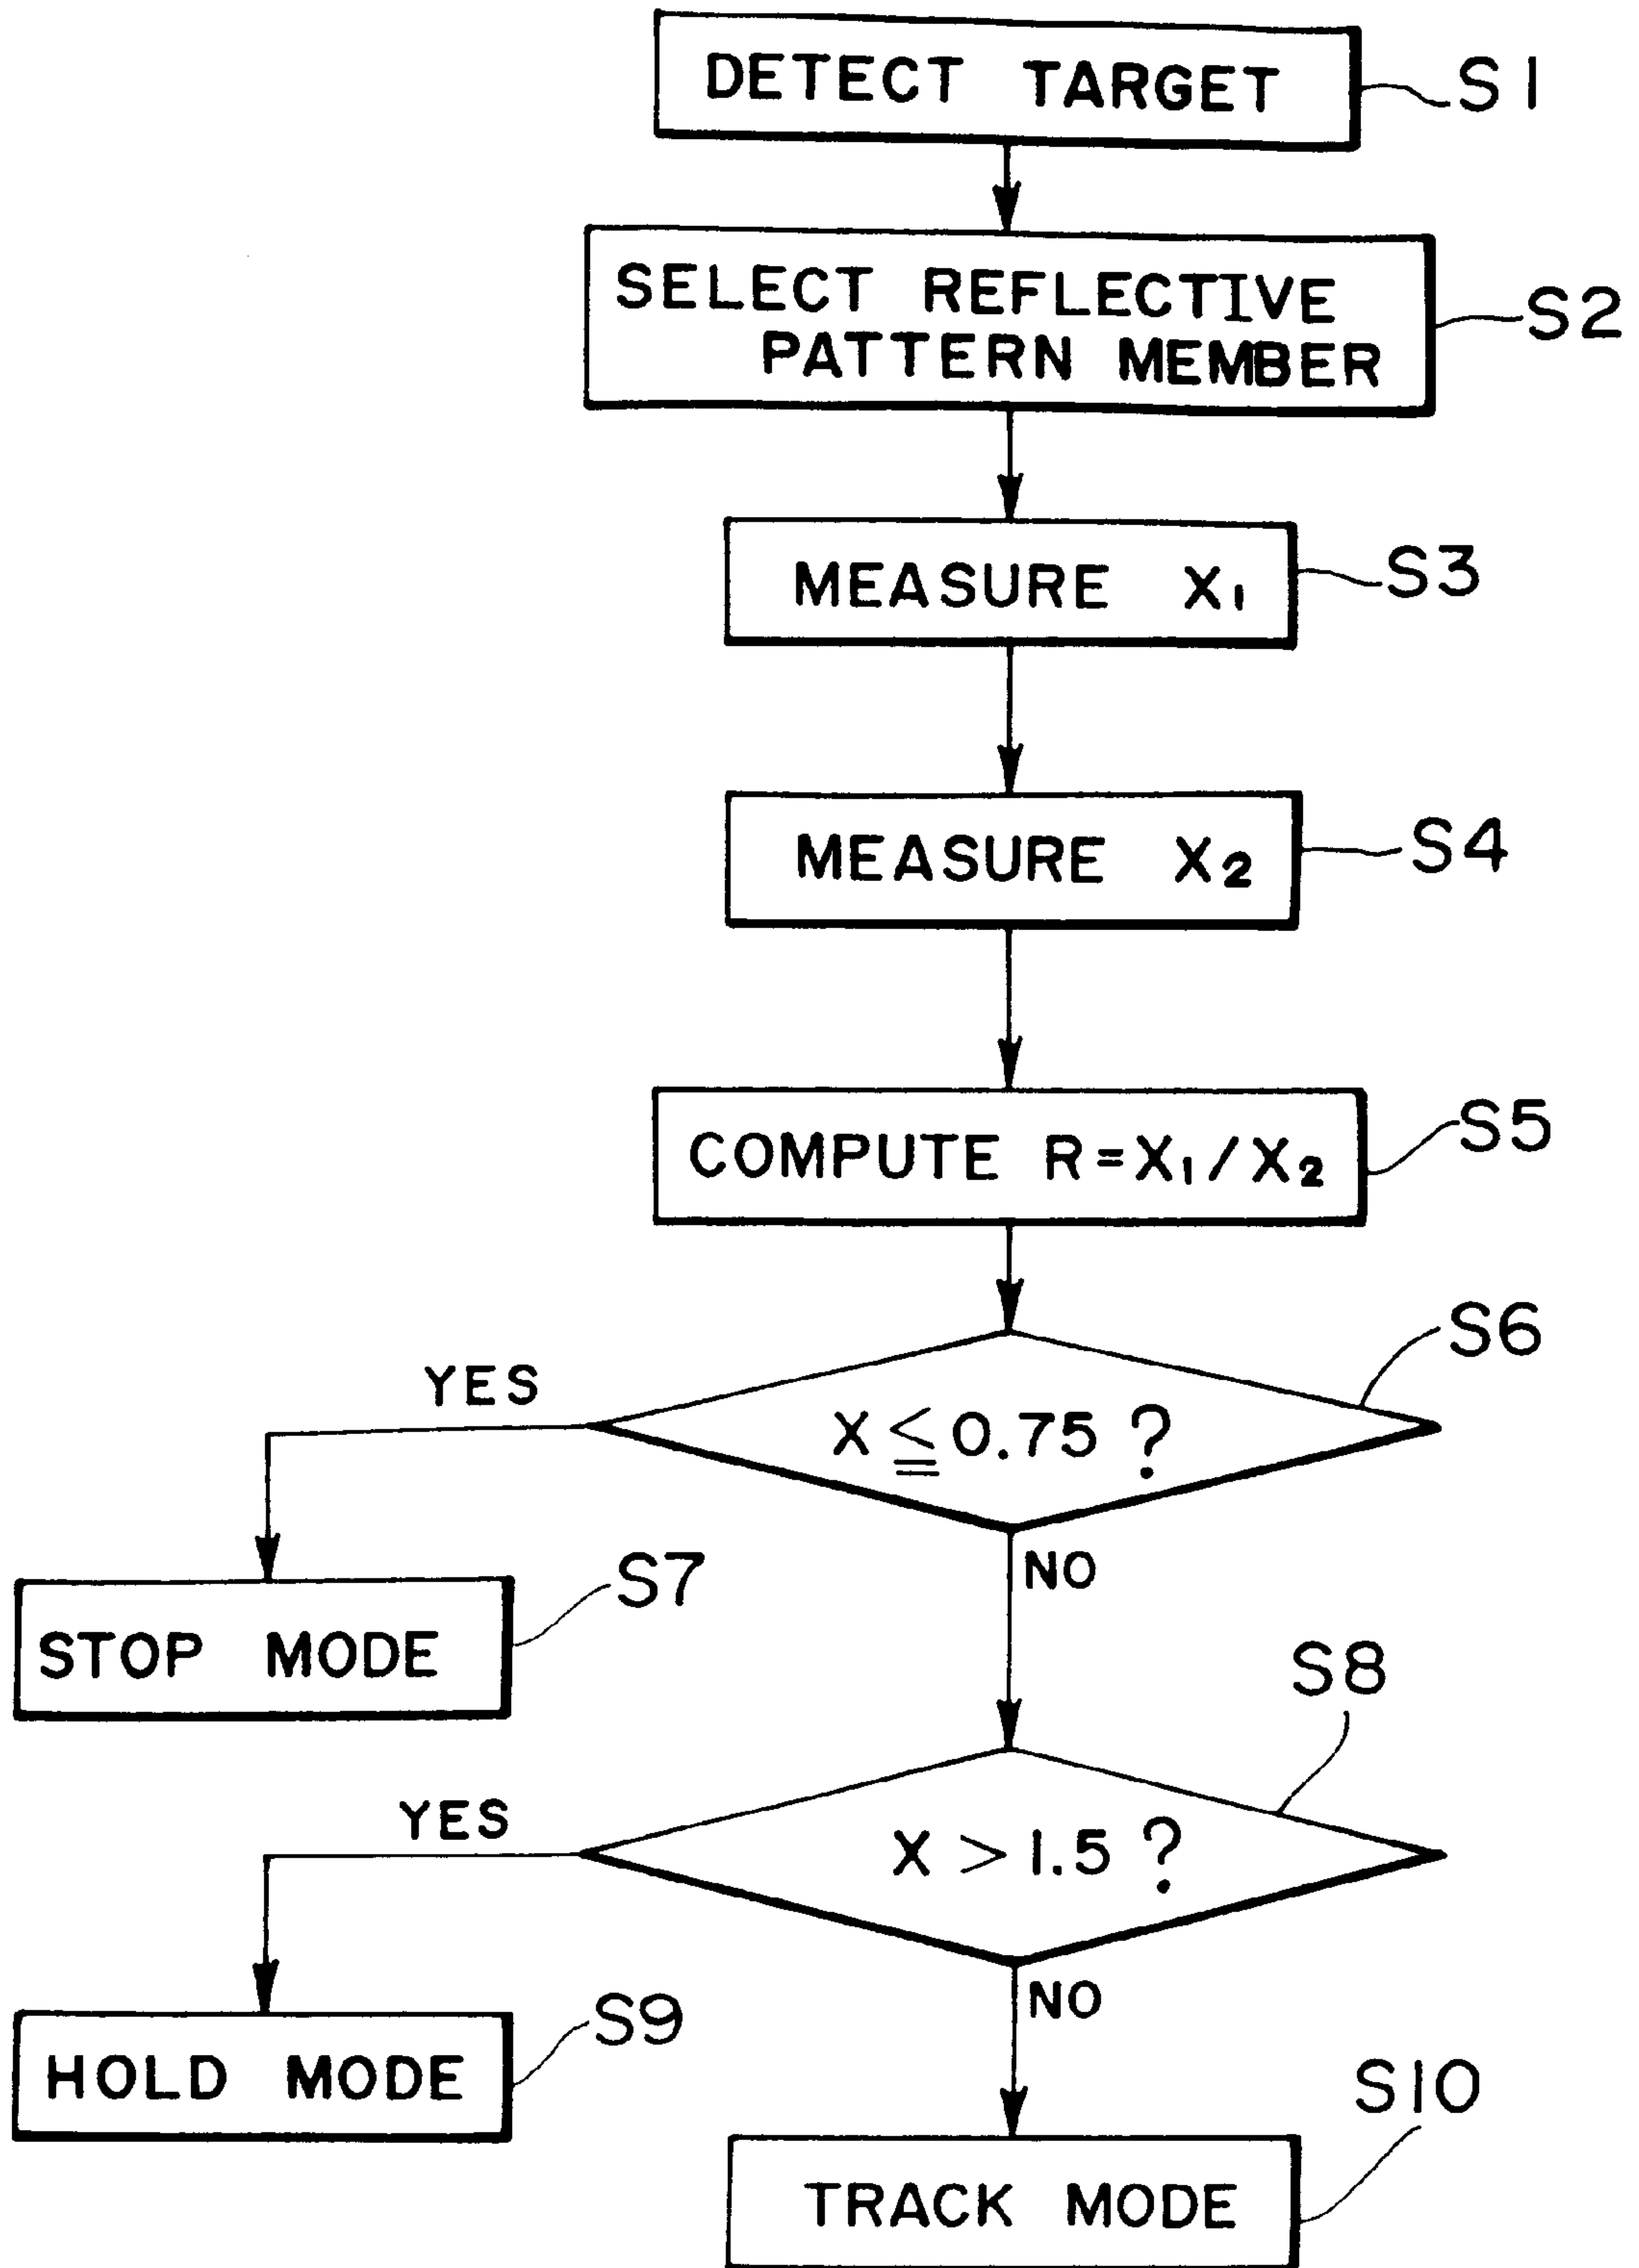 DETECT TARGET
S1
SELECT REFLECTIVE
PATTERN MEMBER
S2
MEASURE X₁
S3
MEASURE X₂
S4
COMPUTE R=X₁/X₂
S5
S6
YES
X ≦ 0.75 ?
NO
S7
STOP MODE
S8
YES
X > 1.5 ?
NO
S9
HOLD MODE
S10
TRACK MODE